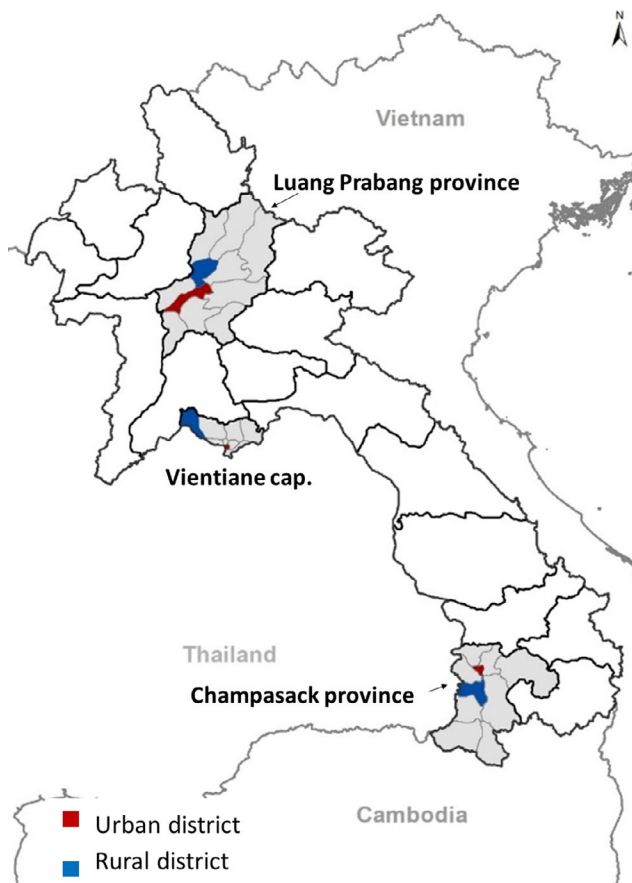 N
Vietnam
Luang Prabang province
Vientiane cap.
Thailand
Champasack province
Cambodia
Urban district
Rural district